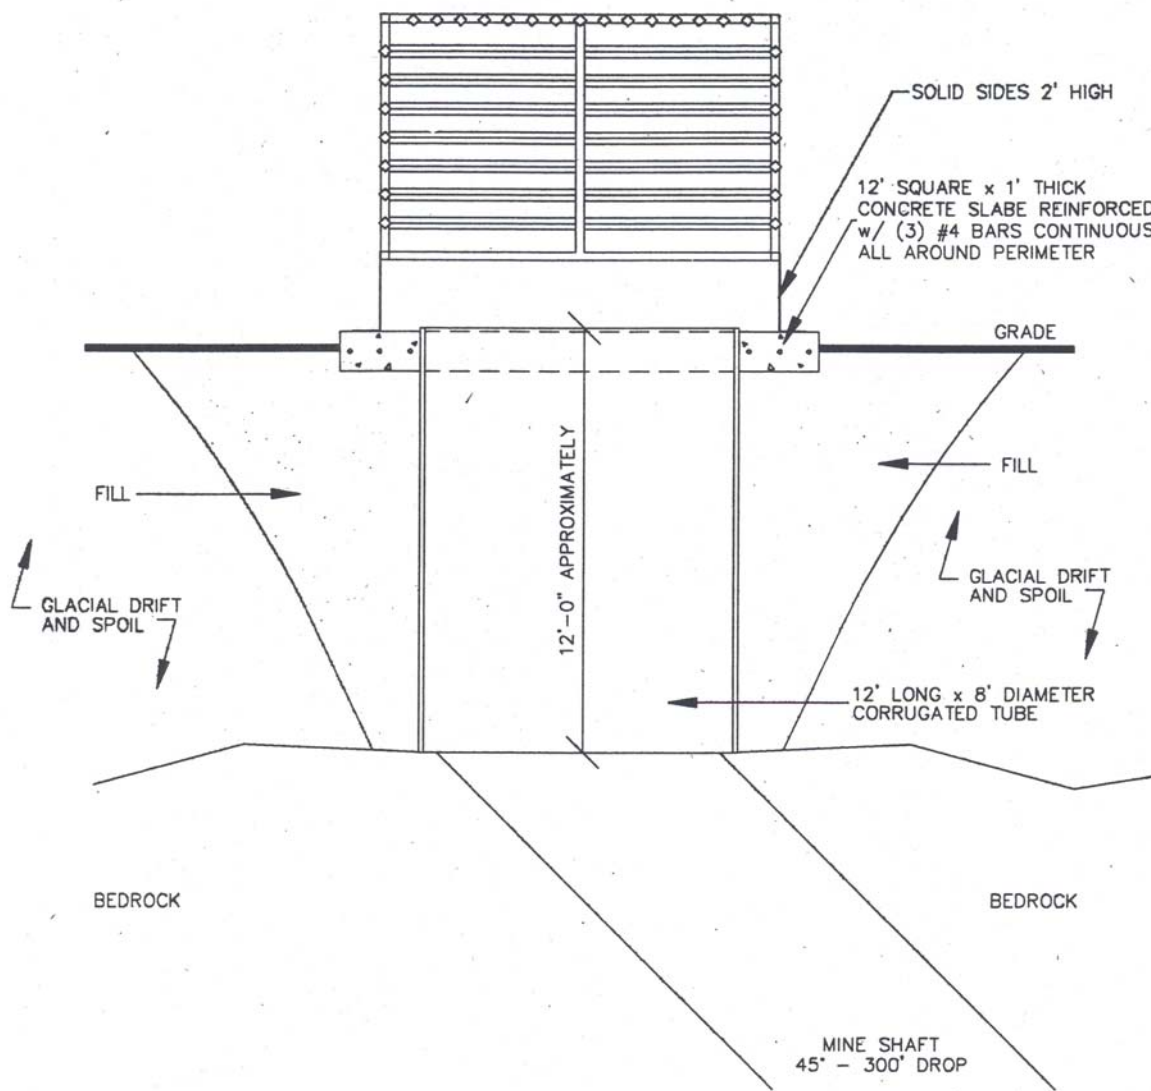 SOLID SIDES 2' HIGH
12' SQUARE x 1' THICK
CONCRETE SLABE REINFORCED
w/ (3) #4 BARS CONTINUOUS
ALL AROUND PERIMETER
GRADE
12'-0" APPROXIMATELY
FILL
FILL
GLACIAL DRIFT
AND SPOIL
GLACIAL DRIFT
AND SPOIL
12' LONG x 8' DIAMETER
CORRUGATED TUBE
BEDROCK
BEDROCK
MINE SHAFT
45° - 300' DROP